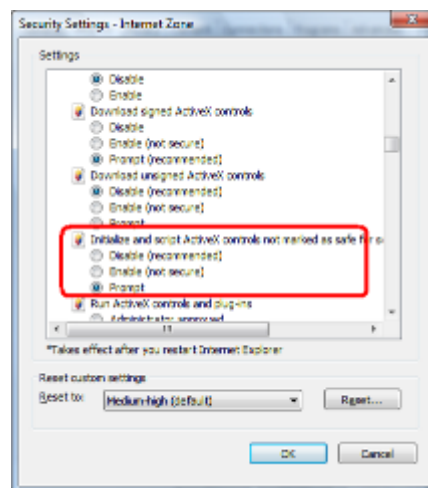 Security Settings - Internet Zone
Settings
Disable
Enable
Download signed ActiveX controls
Disable
Enable (not secure)
Prompt (recommended)
Download unsigned ActiveX controls
Disable (recommended)
Enable (not secure)
Prompt
Initialize and script ActiveX controls not marked as safe for s
Disable (recommended)
Enable (not secure)
Prompt
Run ActiveX controls and plug-ins
Administrator approved
*Takes effect after you restart Internet Explorer
Reset custom settings
Reset to: Medium-high (default) Reset...
OK Cancel